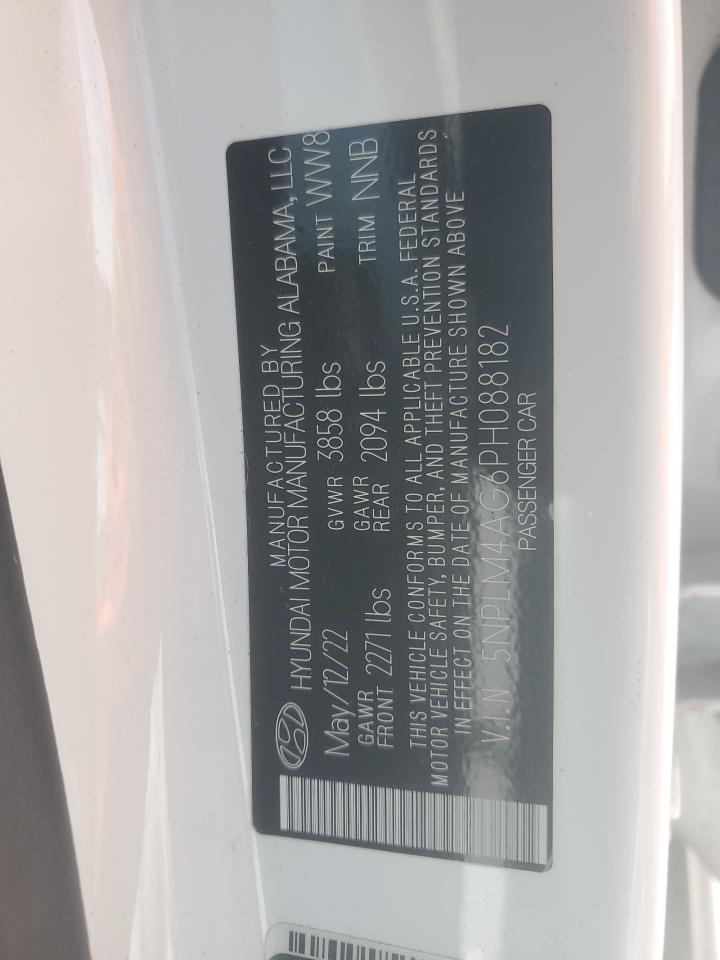 MANUFACTURED BY
HYUNDAI MOTOR MANUFACTURING ALABAMA, LLC
May/12/22 GVWR 3858 lbs PAINT WW8
GAWR FRONT 2271 lbs GAWR REAR 2094 lbs TRIM NNB
THIS VEHICLE CONFORMS TO ALL APPLICABLE U.S.A. FEDERAL
MOTOR VEHICLE SAFETY, BUMPER, AND THEFT PREVENTION STANDARDS
IN EFFECT ON THE DATE OF MANUFACTURE SHOWN ABOVE
V.I.N 5NPLM4AG6PH088182
PASSENGER CAR